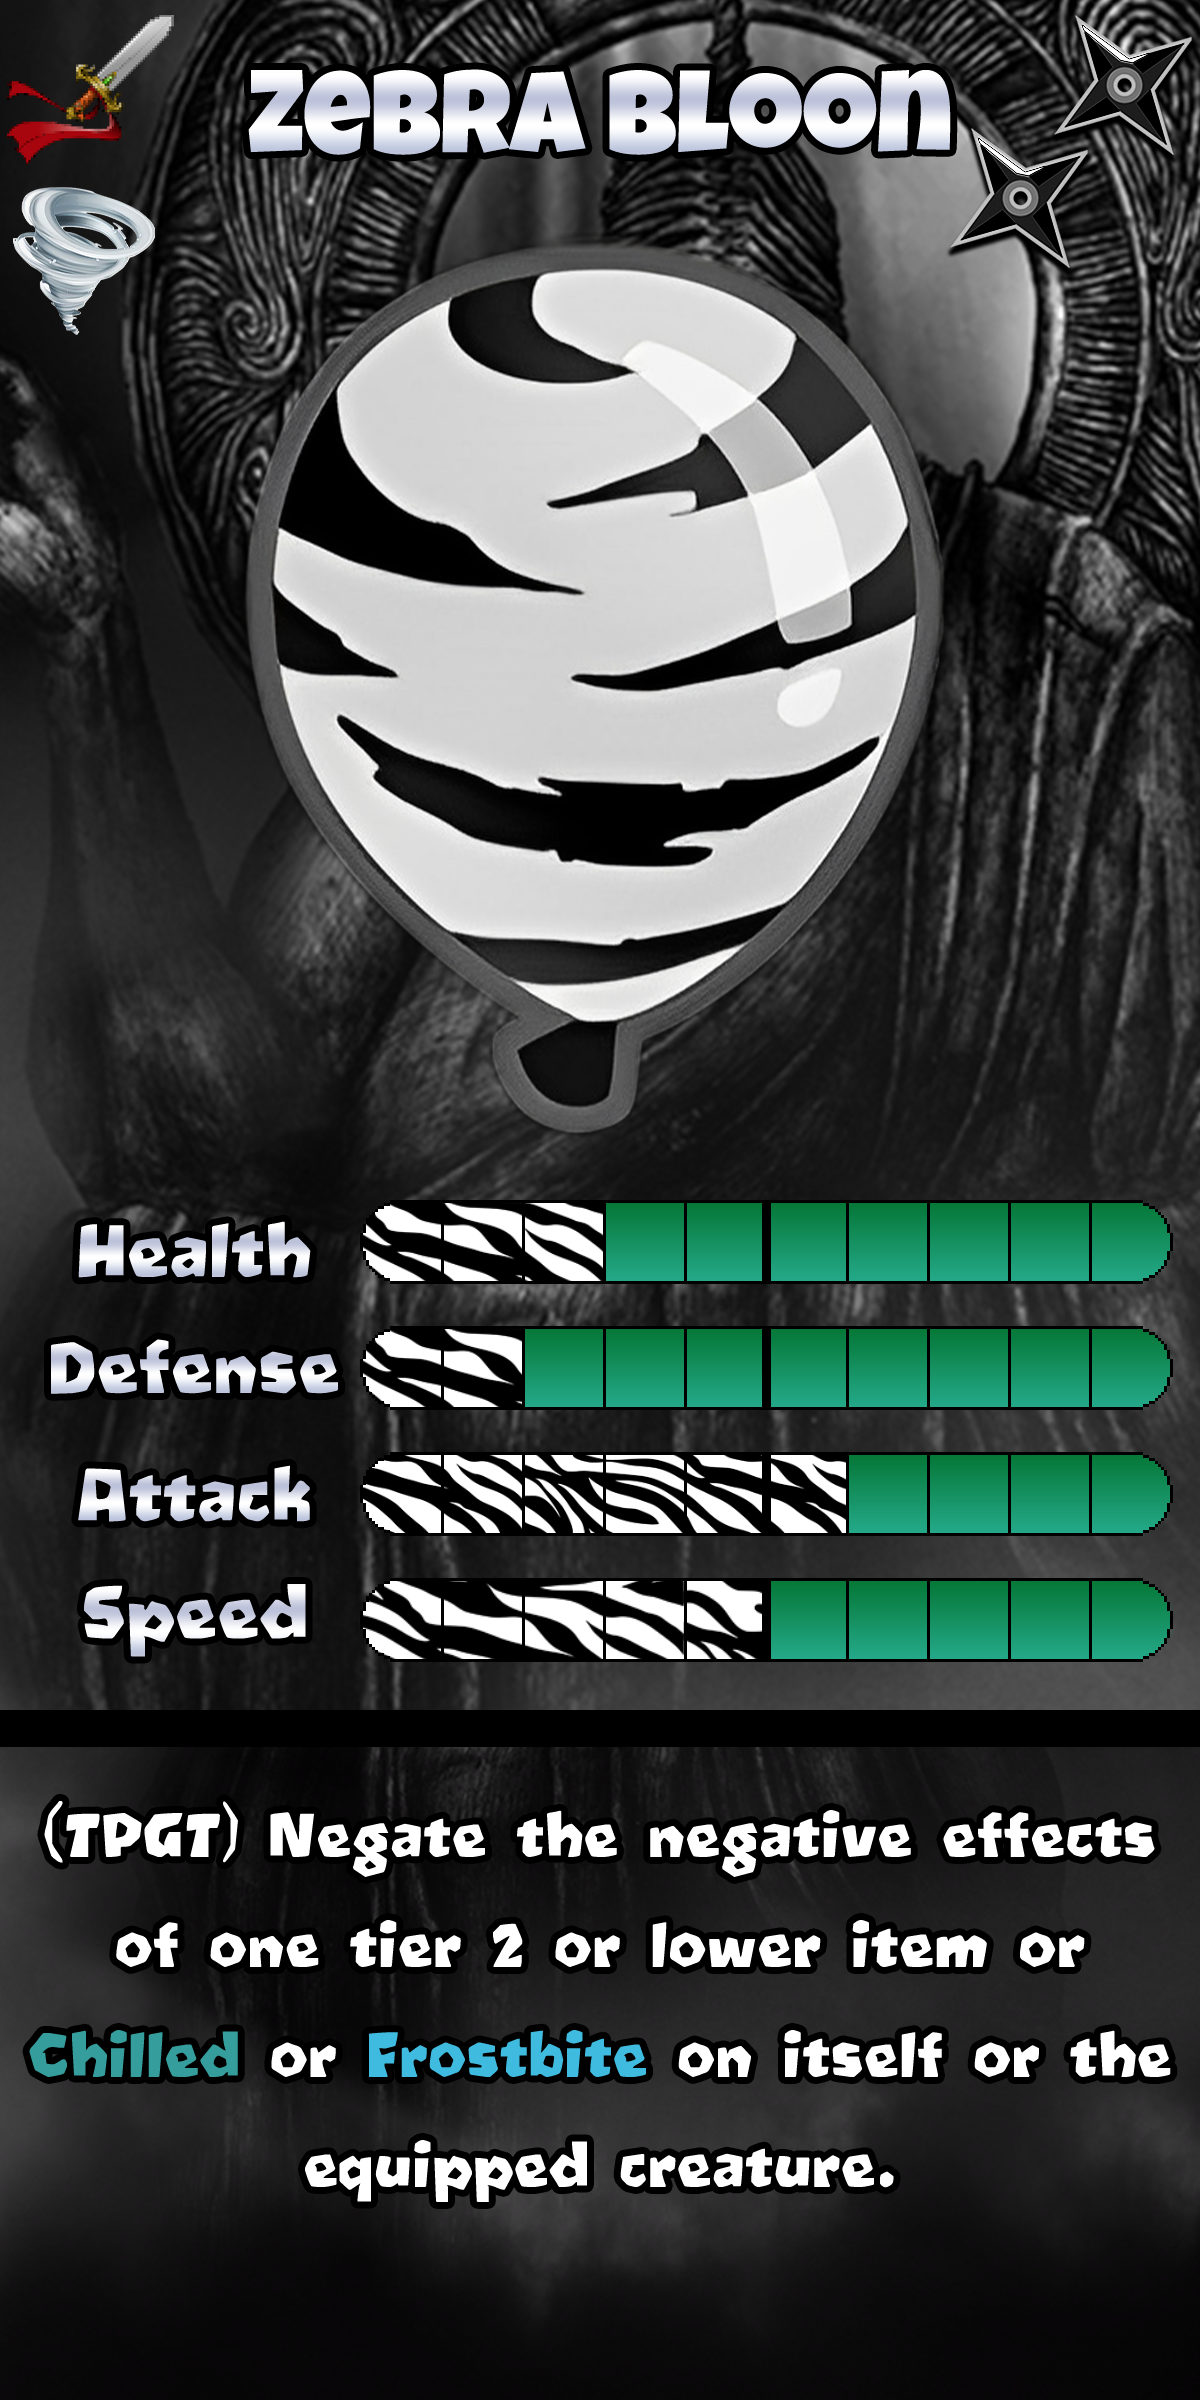 ZEBRA BLOON
Health
Defense
Attack
Speed
(TPGT) Negate the negative effects
of one tier 2 or lower item or
Chilled or Frostbite on itself or the
equipped creature.